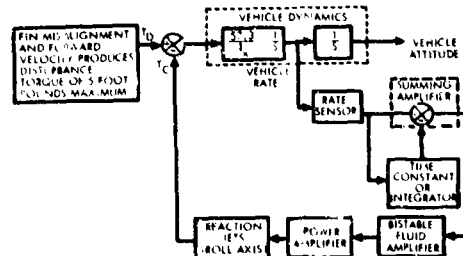 FIN MISALIGNMENT
AND FORWARD
VELOCITY PRODUCES
DISTURBANCE
TORQUE OF 5 FOOT
POUNDS MAXIMUM
T_D
T_C
VEHICLE DYNAMICS
1
S
1
S
VEHICLE
RATE
VEHICLE
ATTITUDE
RATE
SENSOR
SUMMING
AMPLIFIER
TIME
CONSTANT OR
INTEGRATOR
REACTION
JETS
ROLL AXIS
POWER
AMPLIFIER
BISTABLE
FLUID
AMPLIFIER